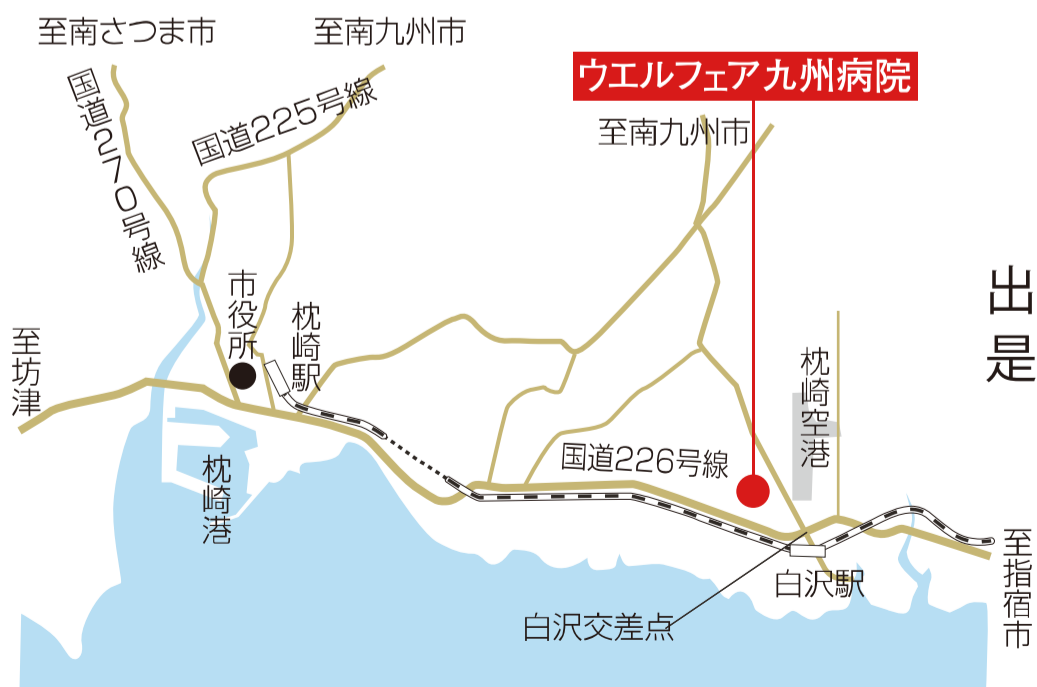 至南さつま市
至南九州市
ウエルフェア九州病院
国道270号線
国道225号線
至南九州市
出是
市役所
枕崎駅
至坊津
枕崎空港
枕崎港
国道226号線
白沢駅
白沢交差点
至指宿市